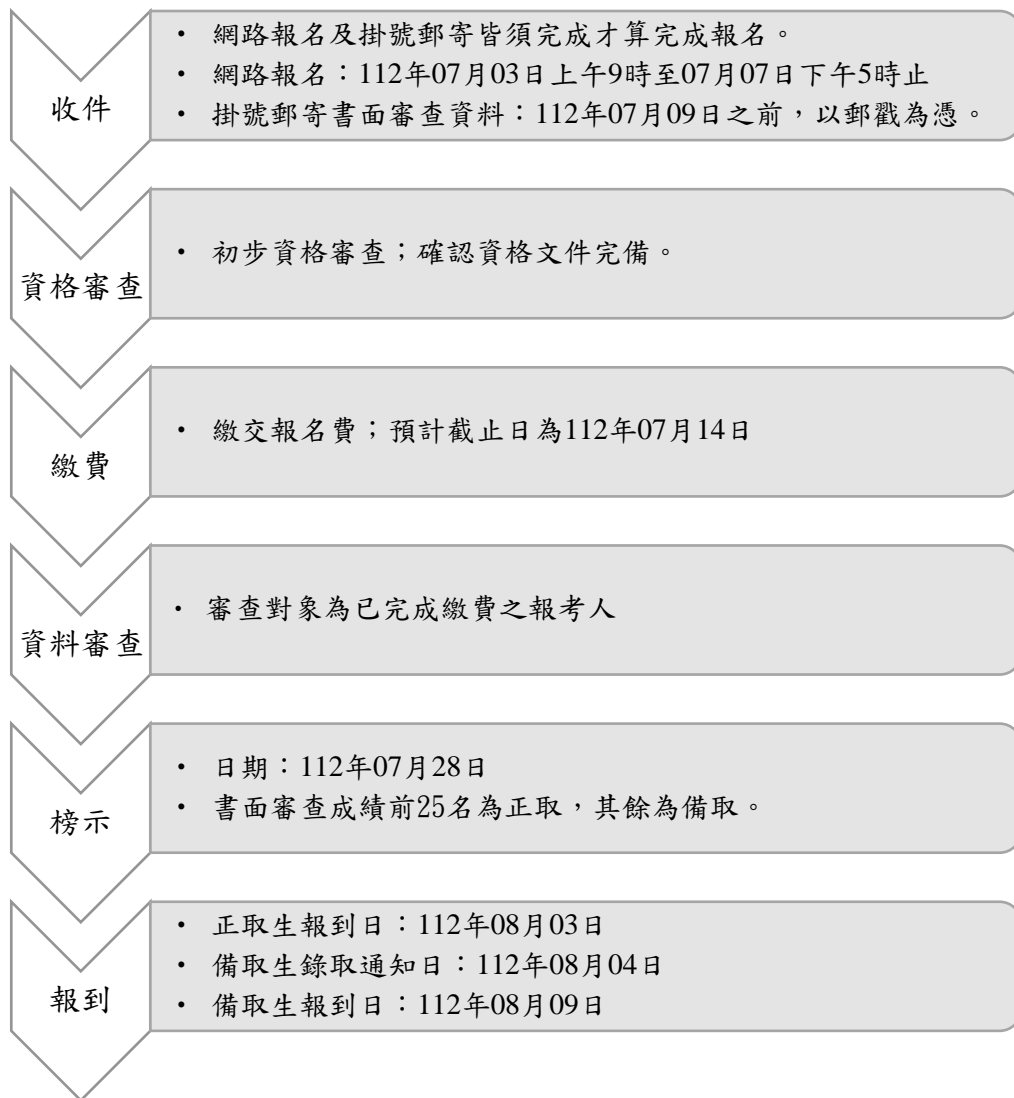 收件
• 網路報名及掛號郵寄皆須完成才算完成報名。
• 網路報名：112年07月03日上午9時至07月07日下午5時止
• 掛號郵寄書面審查資料：112年07月09日之前，以郵戳為憑。
資格審查
• 初步資格審查；確認資格文件完備。
繳費
• 繳交報名費；預計截止日為112年07月14日
資料審查
• 審查對象為已完成繳費之報考人
榜示
• 日期：112年07月28日
• 書面審查成績前25名為正取，其餘為備取。
報到
• 正取生報到日：112年08月03日
• 備取生錄取通知日：112年08月04日
• 備取生報到日：112年08月09日